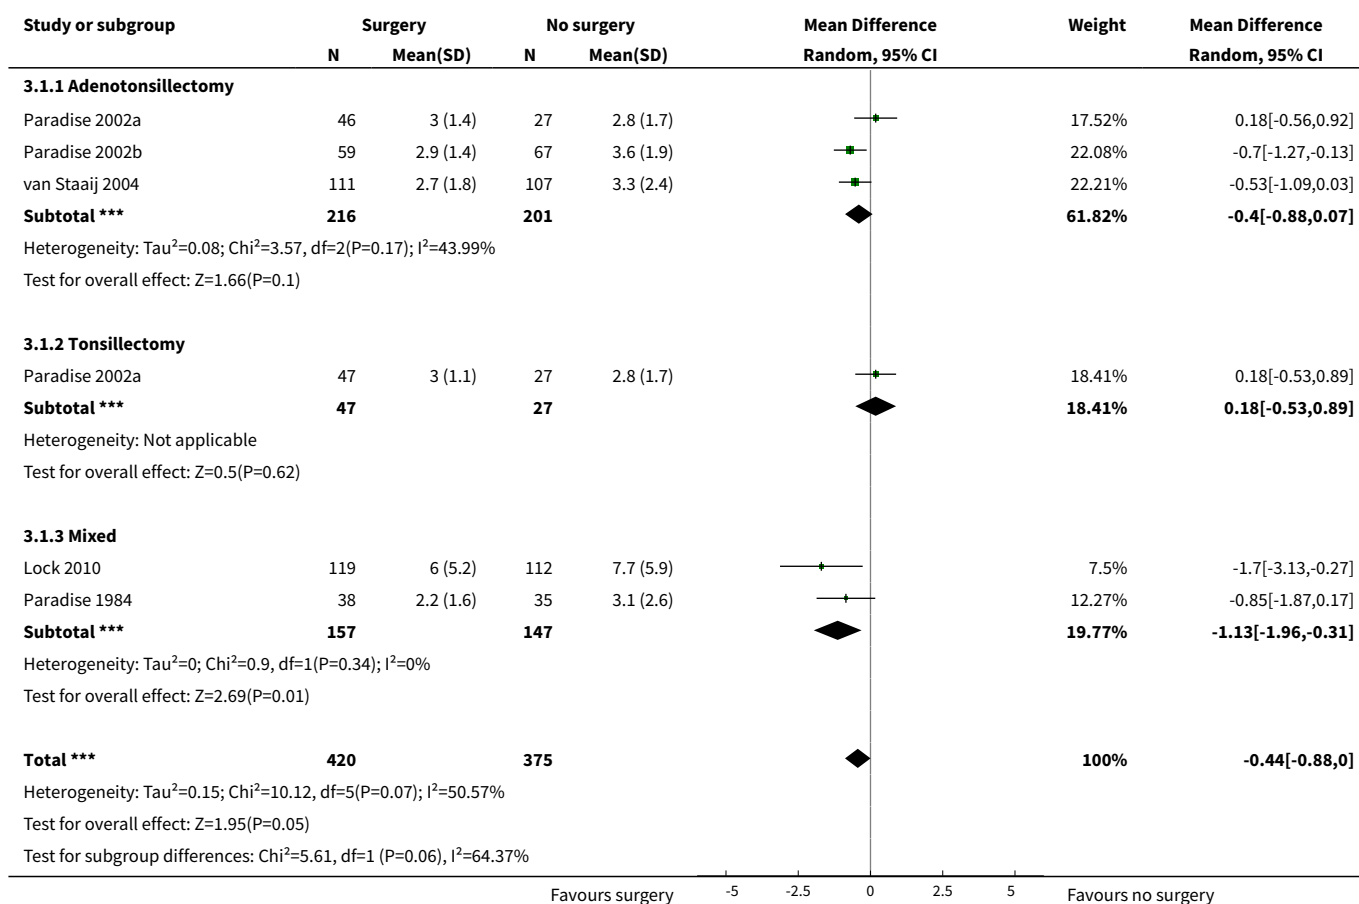 Study or subgroup Surgery No surgery Mean Difference Weight Mean Difference
N Mean(SD) N Mean(SD) Random, 95% CI Random, 95% CI
3.1.1 Adenotonsillectomy
Paradise 2002a 46 3 (1.4) 27 2.8 (1.7) 17.52% 0.18[-0.56,0.92]
Paradise 2002b 59 2.9 (1.4) 67 3.6 (1.9) 22.08% -0.7[-1.27,-0.13]
van Staaij 2004 111 2.7 (1.8) 107 3.3 (2.4) 22.21% -0.53[-1.09,0.03]
Subtotal *** 216 201 61.82% -0.4[-0.88,0.07]
Heterogeneity: Tau²=0.08; Chi²=3.57, df=2(P=0.17); I²=43.99%
Test for overall effect: Z=1.66(P=0.1)
3.1.2 Tonsillectomy
Paradise 2002a 47 3 (1.1) 27 2.8 (1.7) 18.41% 0.18[-0.53,0.89]
Subtotal *** 47 27 18.41% 0.18[-0.53,0.89]
Heterogeneity: Not applicable
Test for overall effect: Z=0.5(P=0.62)
3.1.3 Mixed
Lock 2010 119 6 (5.2) 112 7.7 (5.9) 7.5% -1.7[-3.13,-0.27]
Paradise 1984 38 2.2 (1.6) 35 3.1 (2.6) 12.27% -0.85[-1.87,0.17]
Subtotal *** 157 147 19.77% -1.13[-1.96,-0.31]
Heterogeneity: Tau²=0; Chi²=0.9, df=1(P=0.34); I²=0%
Test for overall effect: Z=2.69(P=0.01)
Total *** 420 375 100% -0.44[-0.88,0]
Heterogeneity: Tau²=0.15; Chi²=10.12, df=5(P=0.07); I²=50.57%
Test for overall effect: Z=1.95(P=0.05)
Test for subgroup differences: Chi²=5.61, df=1 (P=0.06), I²=64.37%
Favours surgery -5 -2.5 0 2.5 5 Favours no surgery